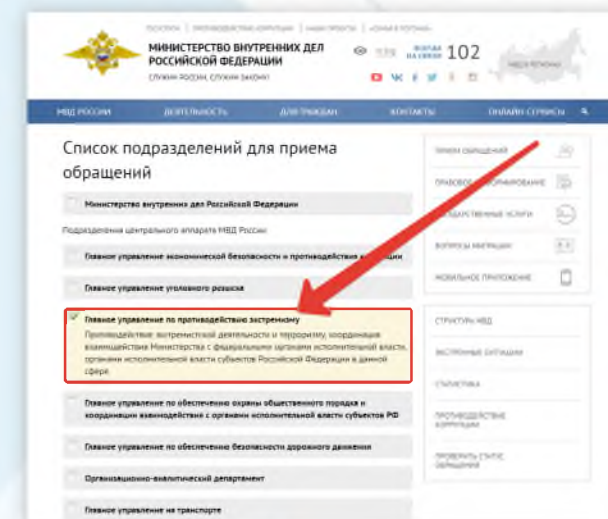 МИНИСТЕРСТВО ВНУТРЕННИХ ДЕЛ
РОССИЙСКОЙ ФЕДЕРАЦИИ
СЛУЖИМ РОССИИ, СЛУЖИМ ЗАКОНУ
102
МВД РОССИИ ДЕЯТЕЛЬНОСТЬ ДЛЯ ГРАЖДАН КОНТАКТЫ ОНЛАЙН-СЕРВИСЫ
Список подразделений для приема
обращений
Министерство внутренних дел Российской Федерации
Подразделения центрального аппарата МВД России
Главное управление экономической безопасности и противодействия коррупции
Главное управление уголовного розыска
Главное управление по противодействию экстремизму
Противодействие экстремистской деятельности и терроризму, координация
взаимодействия Министерства с федеральными органами исполнительной власти,
органами исполнительной власти субъектов Российской Федерации в данной
сфере
Главное управление по обеспечению охраны общественного порядка и
координации взаимодействия с органами исполнительной власти субъектов РФ
Главное управление по обеспечению безопасности дорожного движения
Организационно-аналитический департамент
Главное управление на транспорте
ПРИЕМ ОБРАЩЕНИЙ
ПРАВОВОЕ
УСЛУГИ
ВОПРОСЫ МИГРАЦИИ
МОБИЛЬНОЕ ПРИЛОЖЕНИЕ
СТРУКТУРА МВД
ЭКСТРЕННЫЕ СИТУАЦИИ
СТАТИСТИКА
ПРОТИВОДЕЙСТВИЕ
КОРРУПЦИИ
ПРОВЕРИТЬ СТАТУС
ОБРАЩЕНИЯ